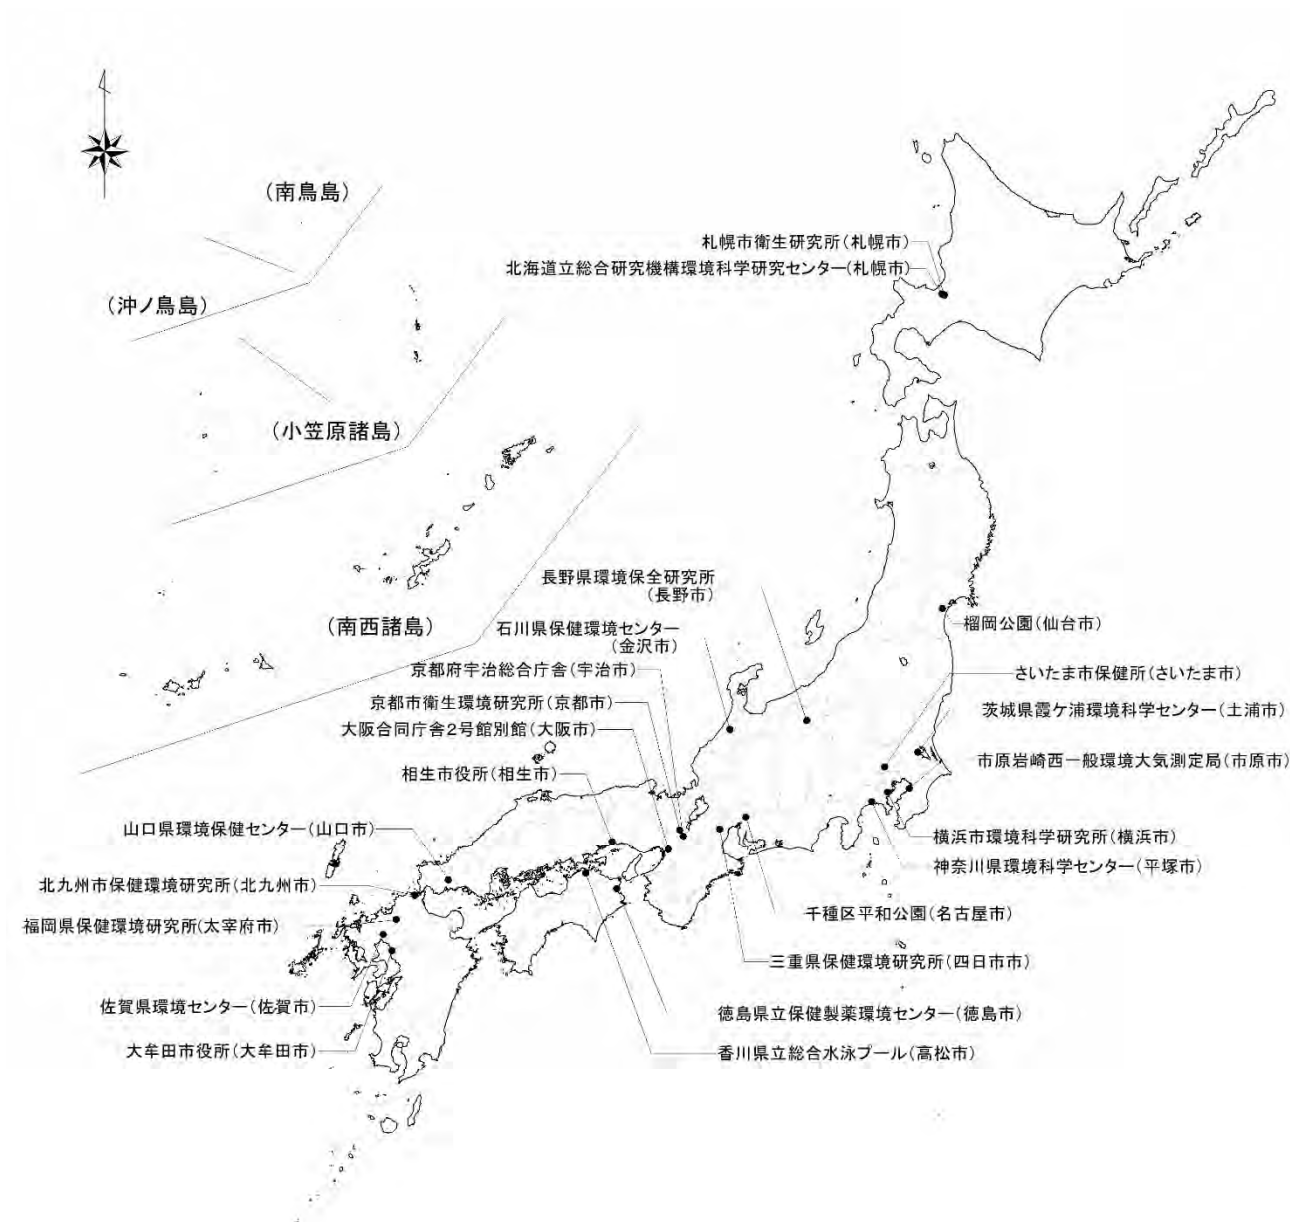 (南鳥島)
(沖ノ鳥島)
(小笠原諸島)
(南西諸島)
札幌市衛生研究所(札幌市)
北海道立総合研究機構環境科学研究センター(札幌市)
長野県環境保全研究所
(長野市)
石川県保健環境センター
(金沢市)
京都府宇治総合庁舎(宇治市)
京都市衛生環境研究所(京都市)
大阪合同庁舎2号館別館(大阪市)
相生市役所(相生市)
山口県環境保健センター(山口市)
北九州市保健環境研究所(北九州市)
福岡県保健環境研究所(太宰府市)
佐賀県環境センター(佐賀市)
大牟田市役所(大牟田市)
榴岡公園(仙台市)
さいたま市保健所(さいたま市)
茨城県霞ケ浦環境科学センター(土浦市)
市原岩崎西一般環境大気測定局(市原市)
横浜市環境科学研究所(横浜市)
神奈川県環境科学センター(平塚市)
千種区平和公園(名古屋市)
三重県保健環境研究所(四日市市)
徳島県立保健製薬環境センター(徳島市)
香川県立総合水泳プール(高松市)